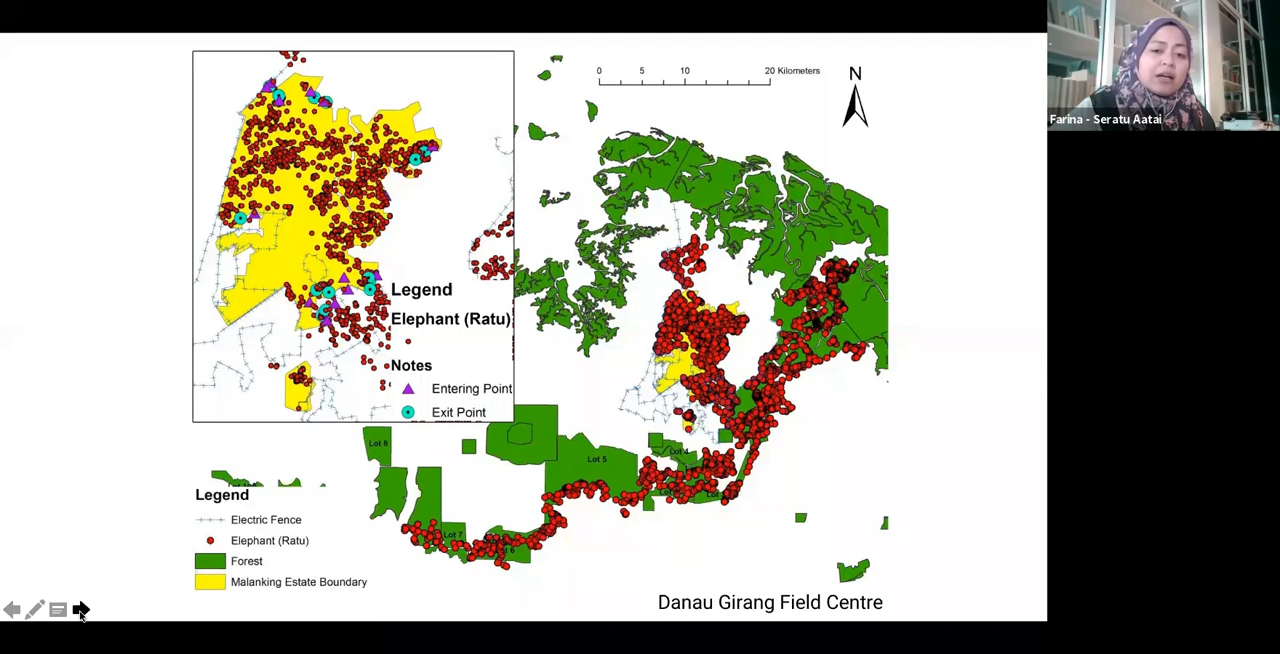 0 5 10 20 Kilometers
N
Farina - Seratu Aatai
Legend
Elephant (Ratu)
Notes
Entering Point
Exit Point
Lot 8
Lot 5
Lot 4
Lot 7
Legend
Electric Fence
Elephant (Ratu)
Forest
Malanking Estate Boundary
Danau Girang Field Centre